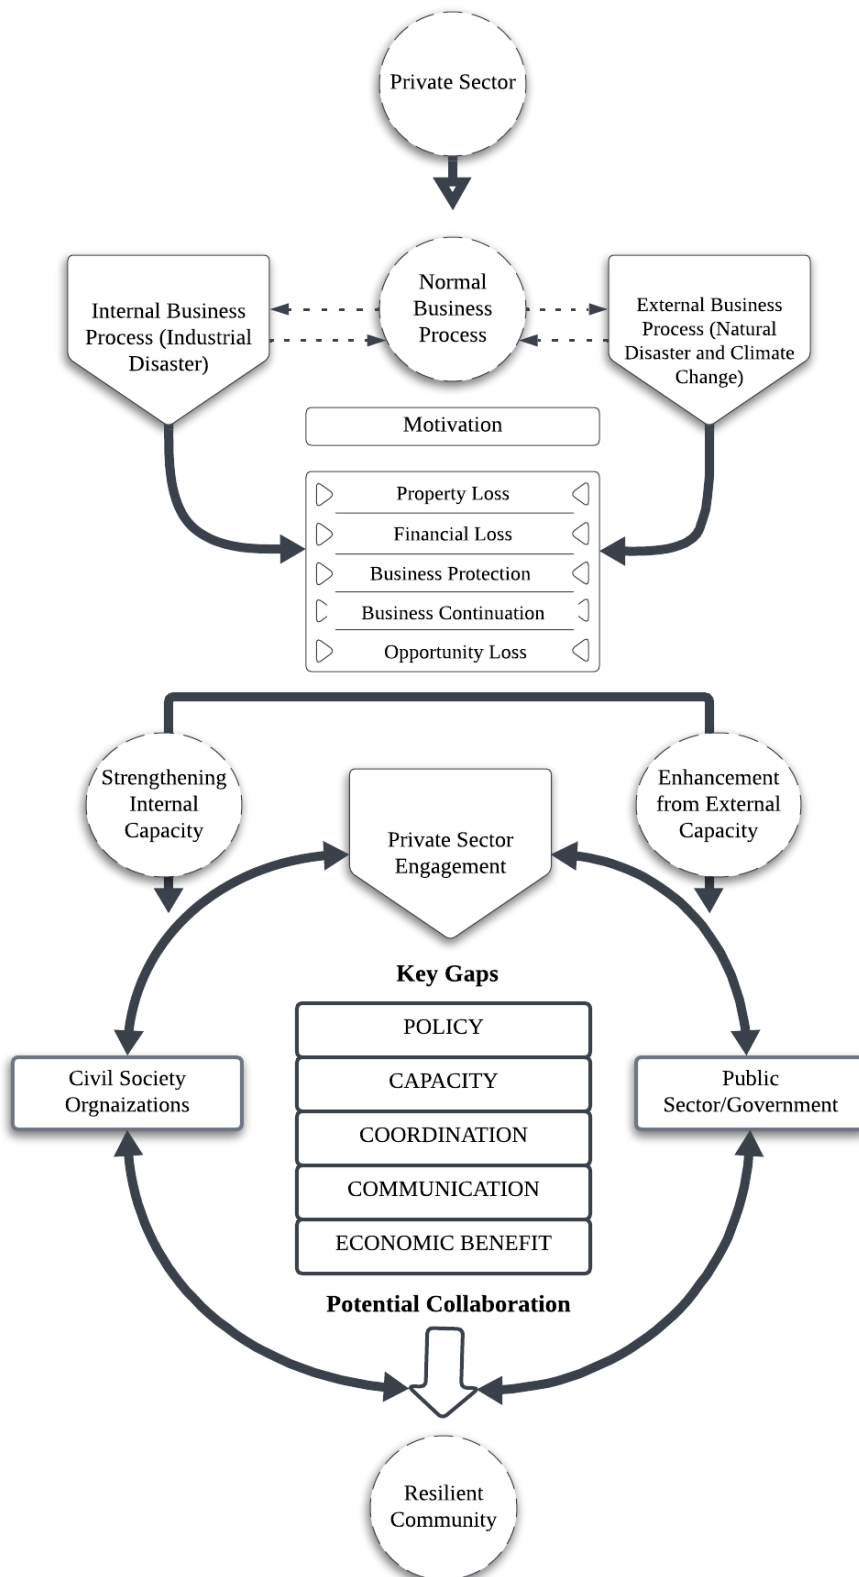 Private Sector
Normal
Business
Process
Internal Business
Process (Industrial
Disaster)
External Business
Process (Natural
Disaster and Climate
Change)
Motivation
Property Loss
Financial Loss
Business Protection
Business Continuation
Opportunity Loss
Strengthening
Internal
Capacity
Enhancement
from External
Capacity
Private Sector
Engagement
Key Gaps
POLICY
CAPACITY
COORDINATION
COMMUNICATION
ECONOMIC BENEFIT
Civil Society
Orgnaizations
Public
Sector/Government
Potential Collaboration
Resilient
Community